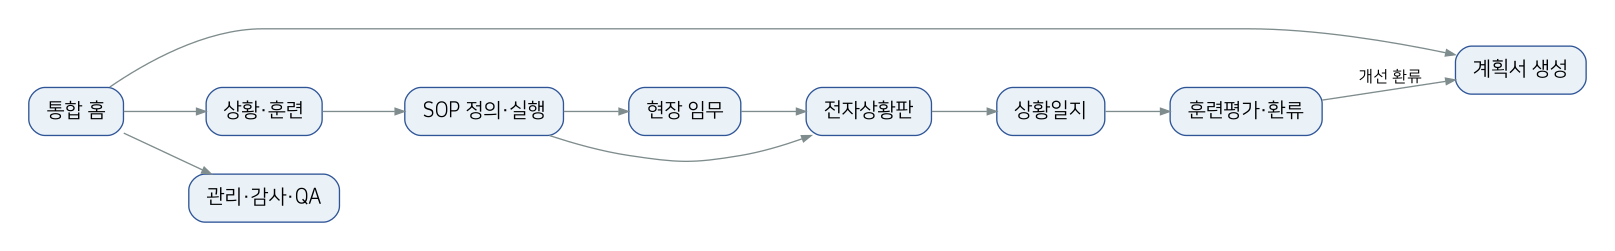 통합 홈
상황·훈련
SOP 정의·실행
현장 임무
전자상황판
상황일지
훈련평가·환류
개선 환류
계획서 생성
관리·감사·QA